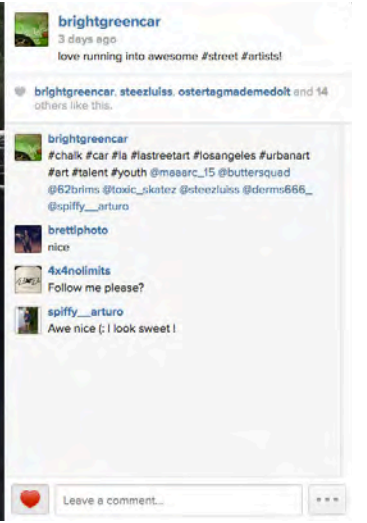 brightgreencar
3 days ago
love running into awesome #street #artists!
brightgreencar, steezluiss, ostertagmademedoit and 14
others like this.
brightgreencar
#chalk #car #la #lastreetart #losangeles #urbanart
#art #talent #youth @maaarc_15 @buttersquad
@62brims @toxic_skatez @steezluiss @derms666_
@spiffy__arturo
brettiphoto
nice
4x4nolimits
Follow me please?
spiffy__arturo
Awe nice (: I look sweet !
Leave a comment...